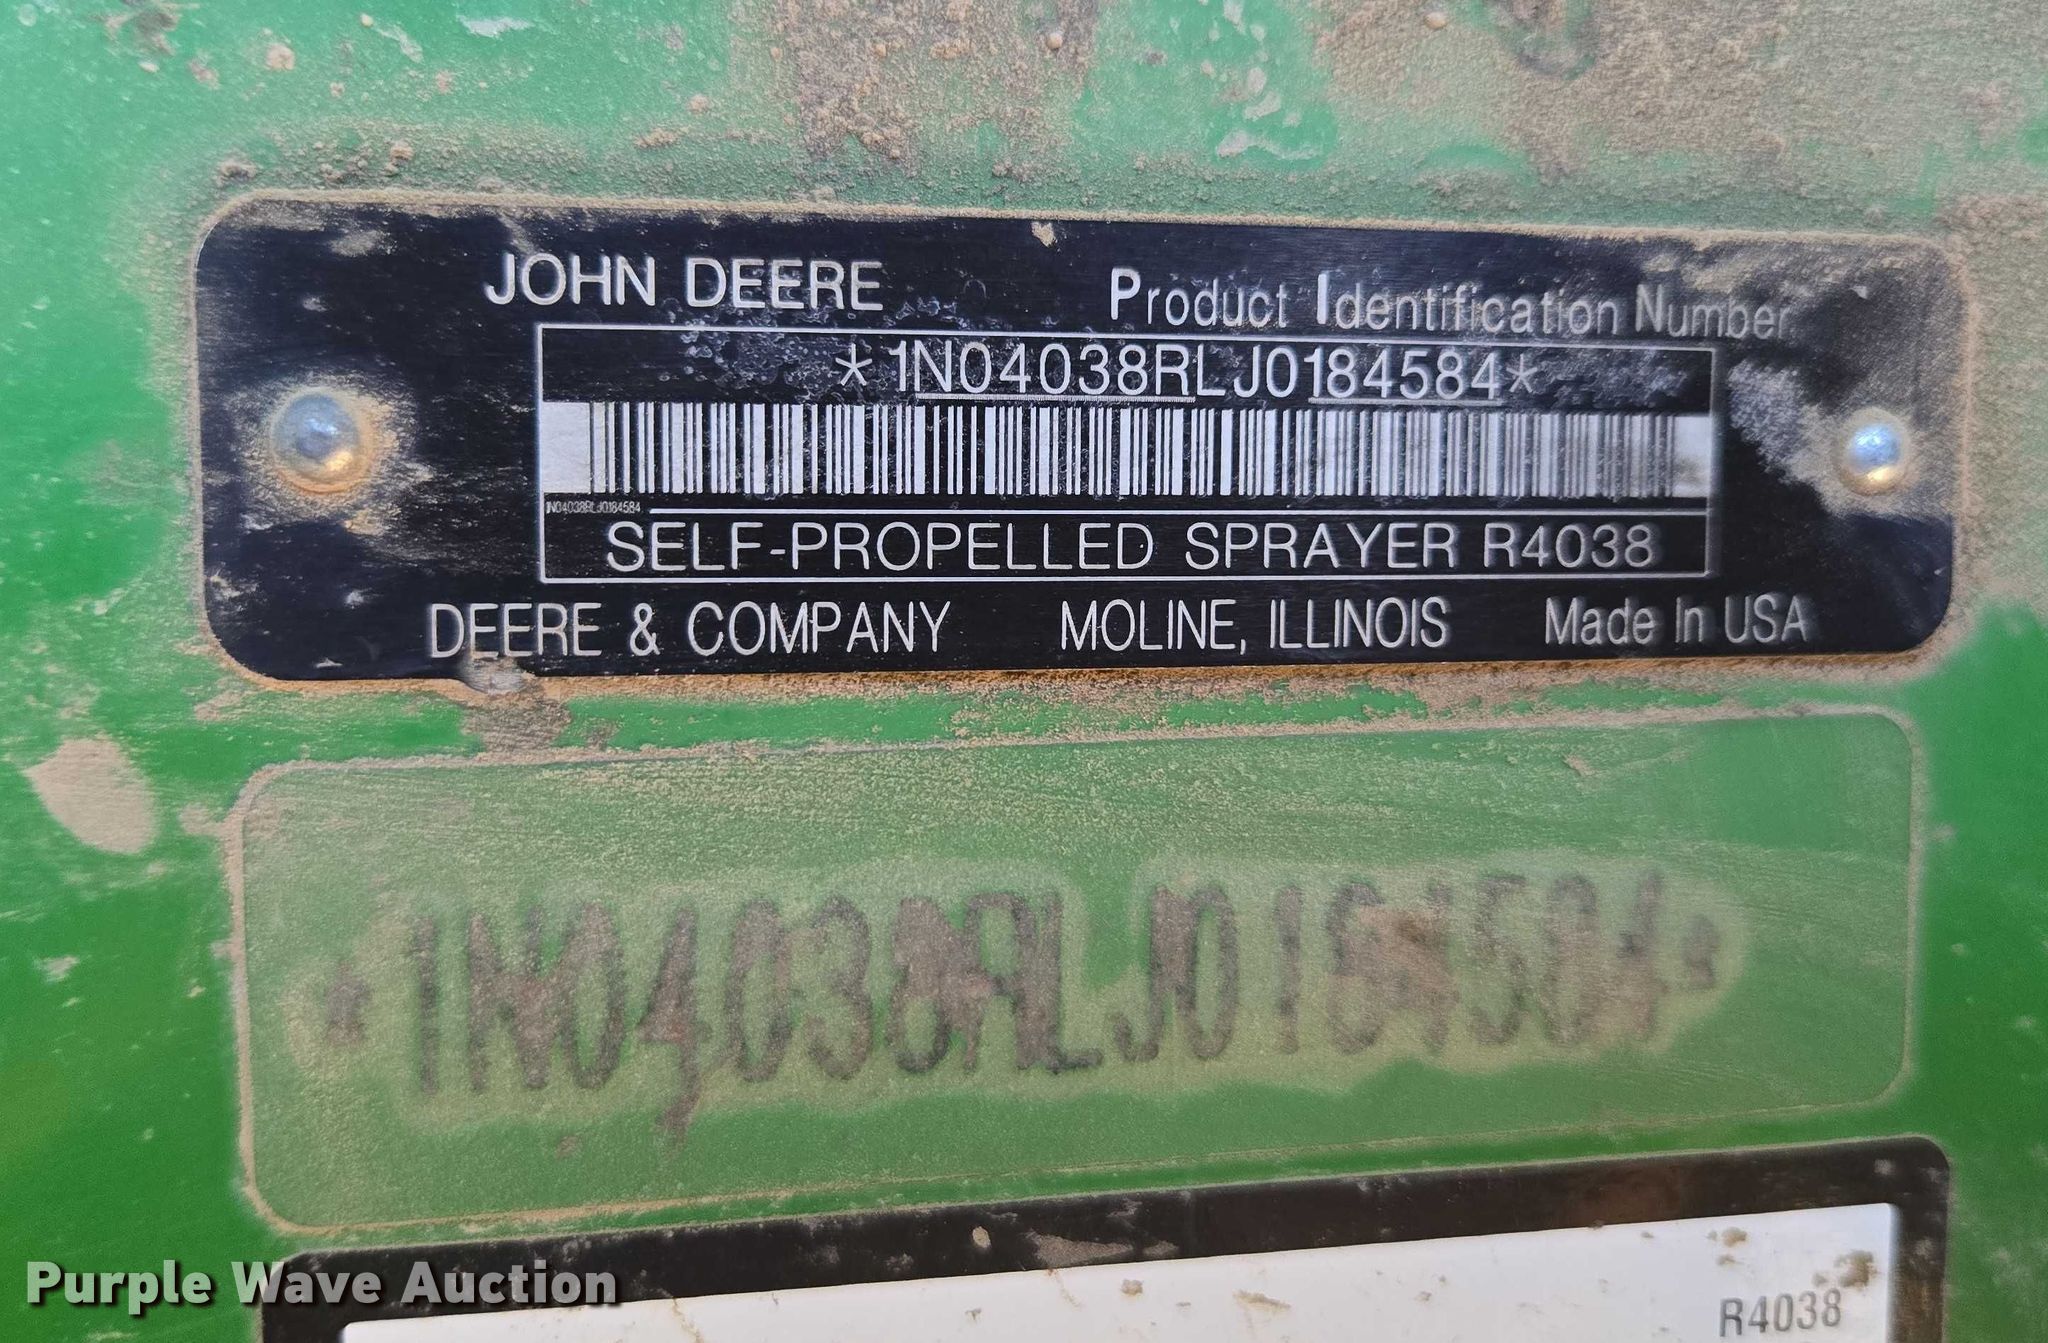 JOHN DEERE Product Identification Number
*1N04038RLJ0184584*
1N04038RLJ0184584
SELF-PROPELLED SPRAYER R4038
DEERE & COMPANY MOLINE, ILLINOIS Made In USA
*1N04038RLJ0184584*
R4038
Purple Wave Auction